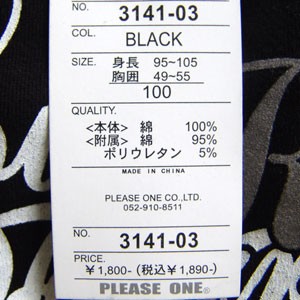 NO. 3141-03
COL. BLACK
SIZE. 身長 95~105
胸囲 49~55
100
QUALITY.
<本体> 綿 100%
<附属> 綿 95%
ポリウレタン 5%
MADE IN CHINA
PLEASE ONE CO.,LTD.
052-910-8511
NO. 3141-03
PRICE.
¥1,800- (税込¥1,890-)
PLEASE ONE®